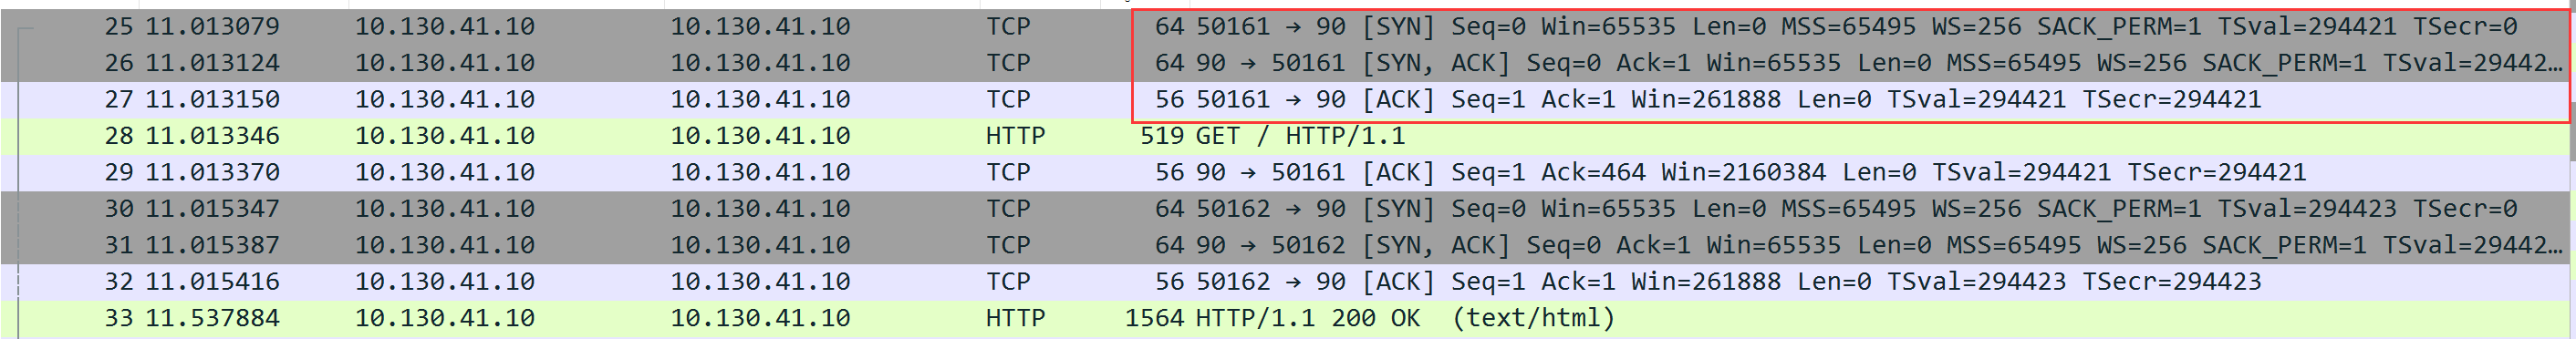 25 11.013079 10.130.41.10 10.130.41.10 TCP 64 50161 → 90 [SYN] Seq=0 Win=65535 Len=0 MSS=65495 WS=256 SACK_PERM=1 TSval=294421 TSecr=0
26 11.013124 10.130.41.10 10.130.41.10 TCP 64 90 → 50161 [SYN, ACK] Seq=0 Ack=1 Win=65535 Len=0 MSS=65495 WS=256 SACK_PERM=1 TSval=29442…
27 11.013150 10.130.41.10 10.130.41.10 TCP 56 50161 → 90 [ACK] Seq=1 Ack=1 Win=261888 Len=0 TSval=294421 TSecr=294421
28 11.013346 10.130.41.10 10.130.41.10 HTTP 519 GET / HTTP/1.1
29 11.013370 10.130.41.10 10.130.41.10 TCP 56 90 → 50161 [ACK] Seq=1 Ack=464 Win=2160384 Len=0 TSval=294421 TSecr=294421
30 11.015347 10.130.41.10 10.130.41.10 TCP 64 50162 → 90 [SYN] Seq=0 Win=65535 Len=0 MSS=65495 WS=256 SACK_PERM=1 TSval=294423 TSecr=0
31 11.015387 10.130.41.10 10.130.41.10 TCP 64 90 → 50162 [SYN, ACK] Seq=0 Ack=1 Win=65535 Len=0 MSS=65495 WS=256 SACK_PERM=1 TSval=29442…
32 11.015416 10.130.41.10 10.130.41.10 TCP 56 50162 → 90 [ACK] Seq=1 Ack=1 Win=261888 Len=0 TSval=294423 TSecr=294423
33 11.537884 10.130.41.10 10.130.41.10 HTTP 1564 HTTP/1.1 200 OK (text/html)